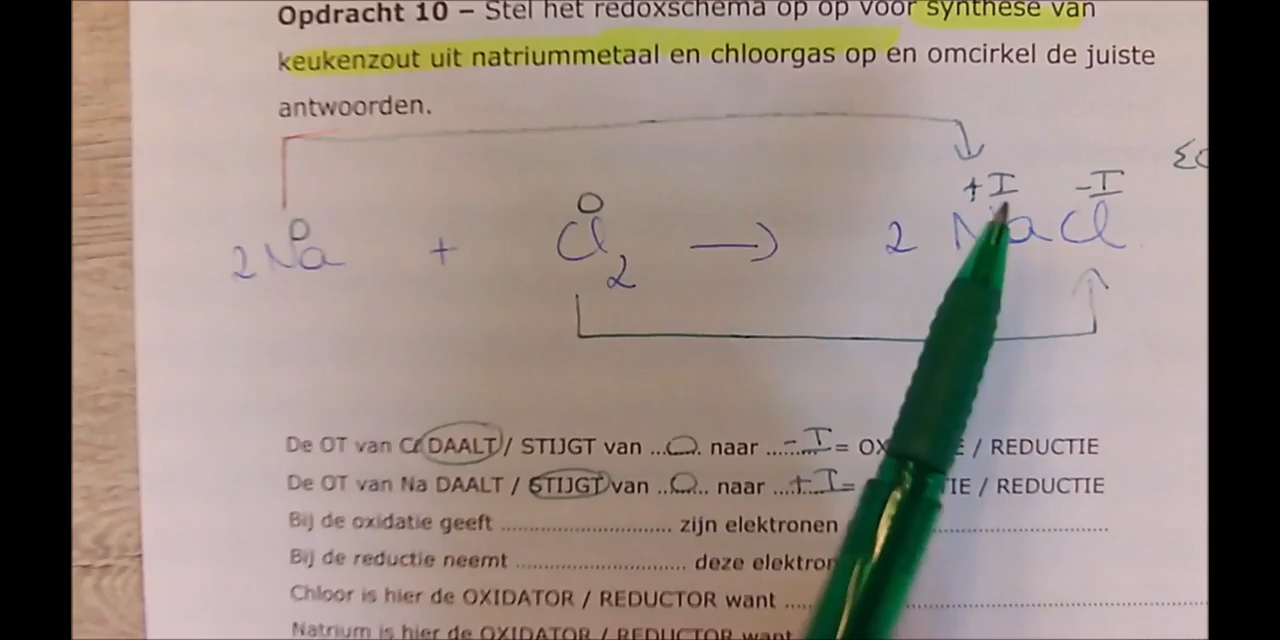 Opdracht 10 – Stel het redoxschema op op voor synthese van
keukenzout uit natriummetaal en chloorgas op en omcirkel de juiste
antwoorden.
+I -I
0 0
2 Na + Cl2 → 2 NaCl
De OT van Cl DAALT / STIJGT van ...0.. naar ...-I = / REDUCTIE
De OT van Na DAALT / STIJGT van ...0... naar ...+I = / REDUCTIE
Bij de oxidatie geeft ............................ zijn elektronen ............................
Bij de reductie neemt ............................ deze
Chloor is hier de OXIDATOR / REDUCTOR want ............................
Natrium is hier de OXIDATOR / REDUCTOR want